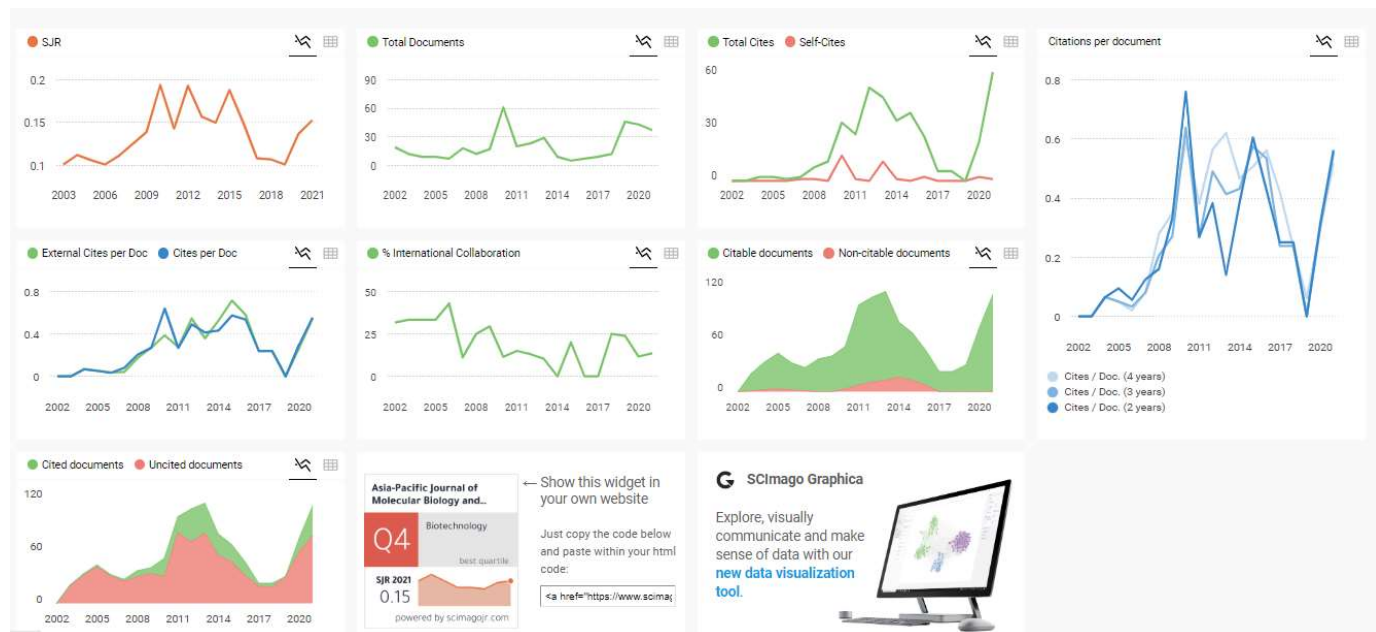 SJR
0.2
0.15
0.1
2003 2006 2009 2012 2015 2018 2021
Total Documents
90
60
30
0
2002 2005 2008 2011 2014 2017 2020
Total Cites Self-Cites
60
30
0
2002 2005 2008 2011 2014 2017 2020
Citations per document
0.8
0.6
0.4
0.2
0
2002 2005 2008 2011 2014 2017 2020
Cites / Doc. (4 years)
Cites / Doc. (3 years)
Cites / Doc. (2 years)
External Cites per Doc Cites per Doc
0.8
0.4
0
2002 2005 2008 2011 2014 2017 2020
% International Collaboration
50
25
0
2002 2005 2008 2011 2014 2017 2020
Citable documents Non-citable documents
120
60
0
2002 2005 2008 2011 2014 2017 2020
Cited documents Uncited documents
120
60
0
2002 2005 2008 2011 2014 2017 2020
Asia-Pacific Journal of
Molecular Biology and..
Q4
Biotechnology
best quartile
SJR 2021
0.15
powered by scimagojr.com
← Show this widget in
your own website
Just copy the code below
and paste within your html
code:
<a href="https://www.scimag
SCImago Graphica
Explore, visually
communicate and make
sense of data with our
new data visualization
tool.